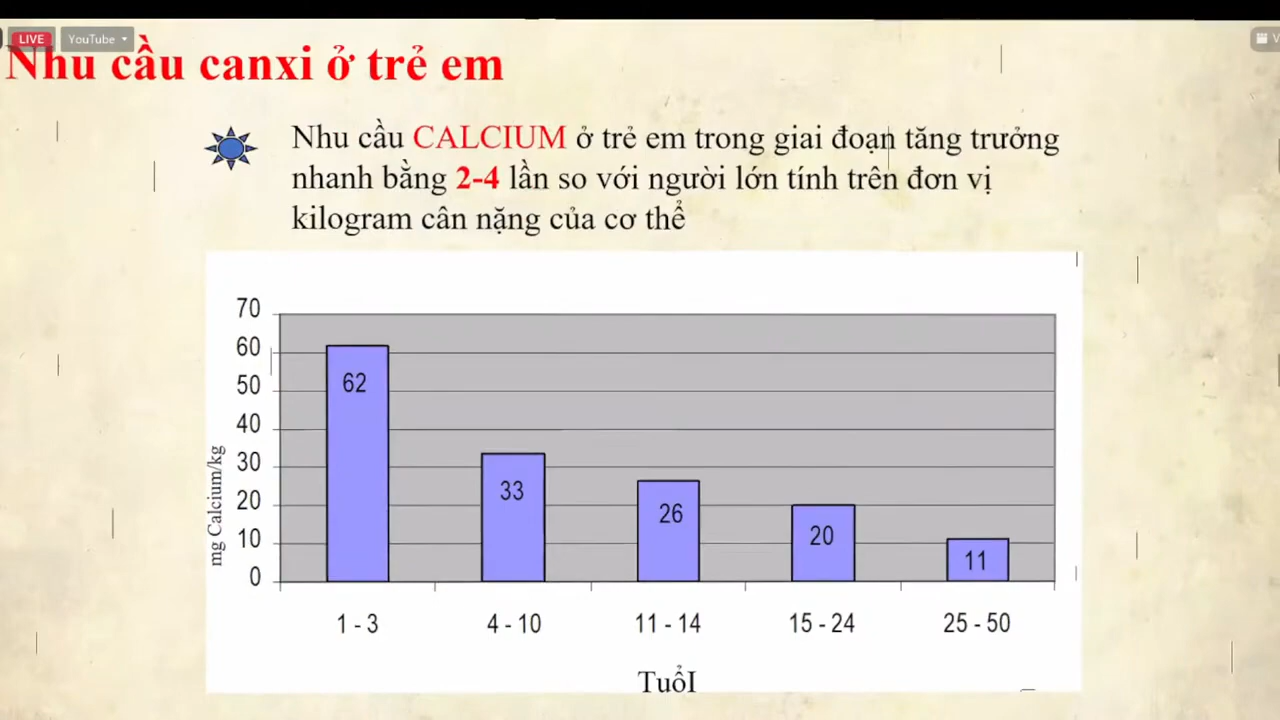 LIVE YouTube
V
Nhu cầu canxi ở trẻ em
Nhu cầu CALCIUM ở trẻ em trong giai đoạn tăng trưởng
nhanh bằng 2-4 lần so với người lớn tính trên đơn vị
kilogram cân nặng của cơ thể
mg Calcium/kg
70
60
50
40
30
20
10
0
62
33
26
20
11
1 - 3
4 - 10
11 - 14
15 - 24
25 - 50
TuổI